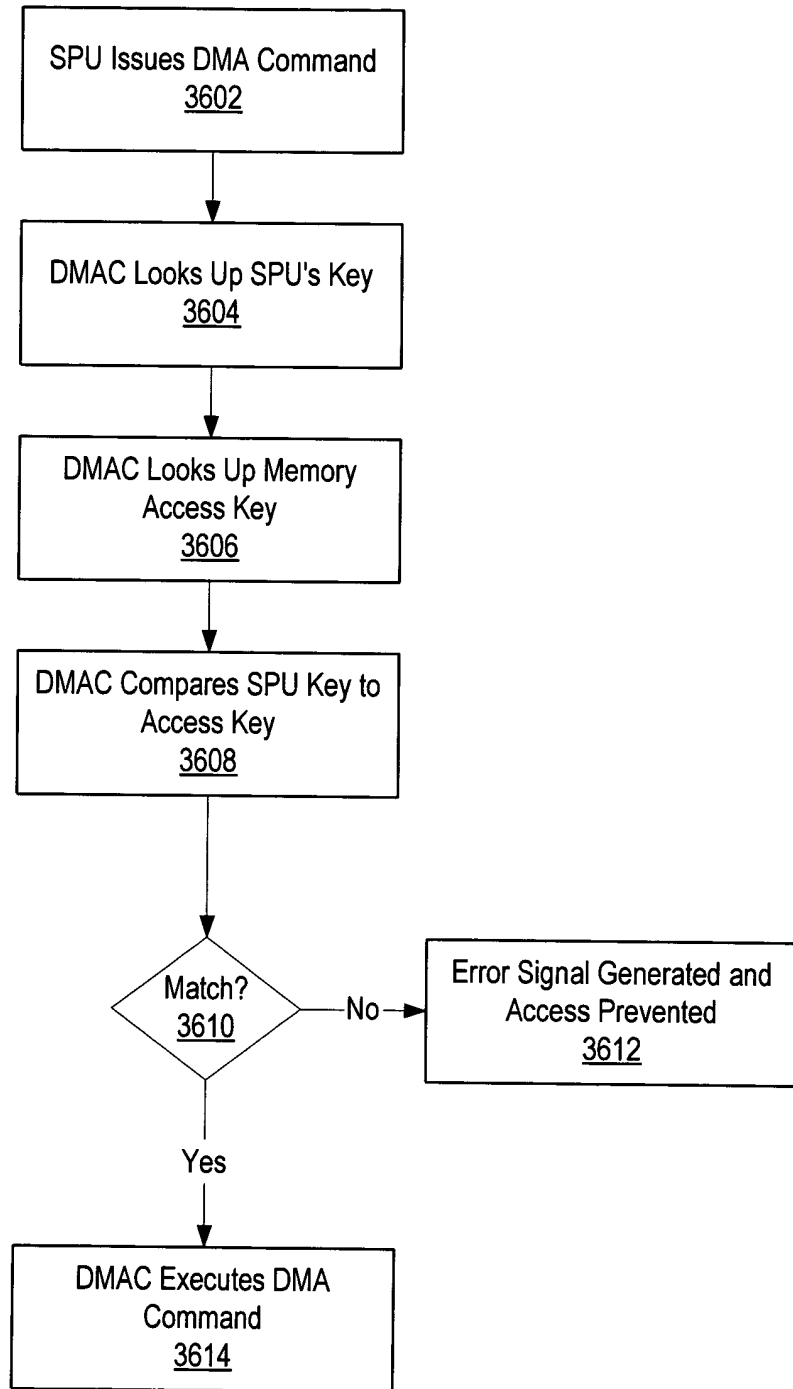 SPU Issues DMA Command
3602
DMAC Looks Up SPU's Key
3604
DMAC Looks Up Memory
Access Key
3606
DMAC Compares SPU Key to
Access Key
3608
Match?
3610
No
Error Signal Generated and
Access Prevented
3612
Yes
DMAC Executes DMA
Command
3614